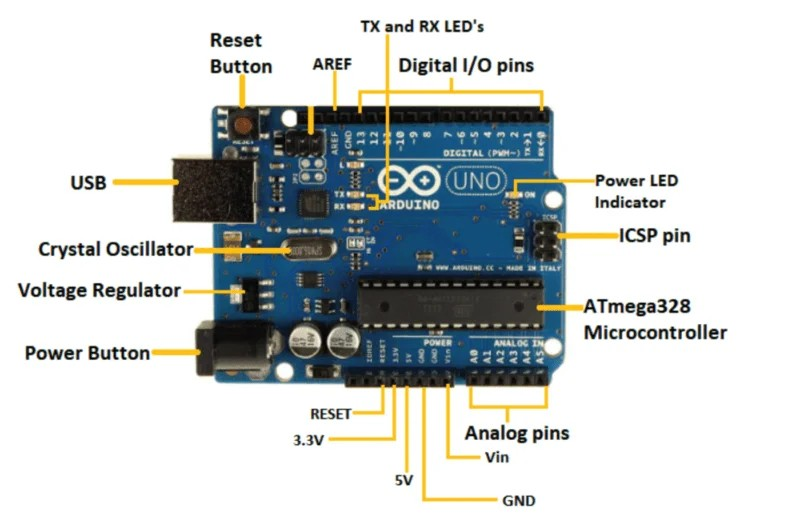 TX and RX LED's
Reset
Button
AREF
Digital I/O pins
RESET
AREF
GND
13
12
~10
~9
8
7
~6
~5
4
~3
2
TX→1
RX←0
DIGITAL (PWM~)
L
TX
RX
UNO
ARDUINO
ON
ICSP
USB
Power LED
Indicator
ICSP pin
Crystal Oscillator
WWW.ARDUINO.CC - MADE IN ITALY
Voltage Regulator
ATmega328
Microcontroller
Power Button
POWER
ANALOG IN
IOREF
RESET
3.3V
5V
GND
GND
Vin
A0
A1
A2
A3
A4
A5
RESET
3.3V
5V
GND
Vin
Analog pins